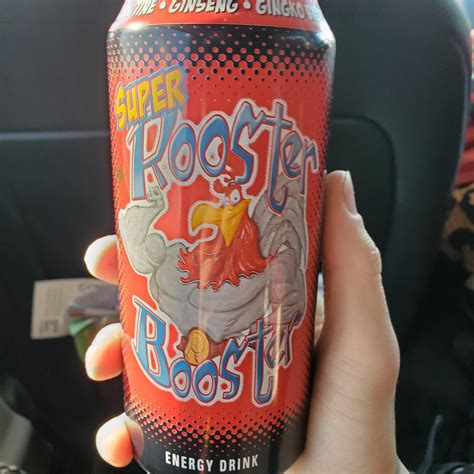 · GINSENG · GINGKO
SUPER
Rooster
Booster
ENERGY DRINK